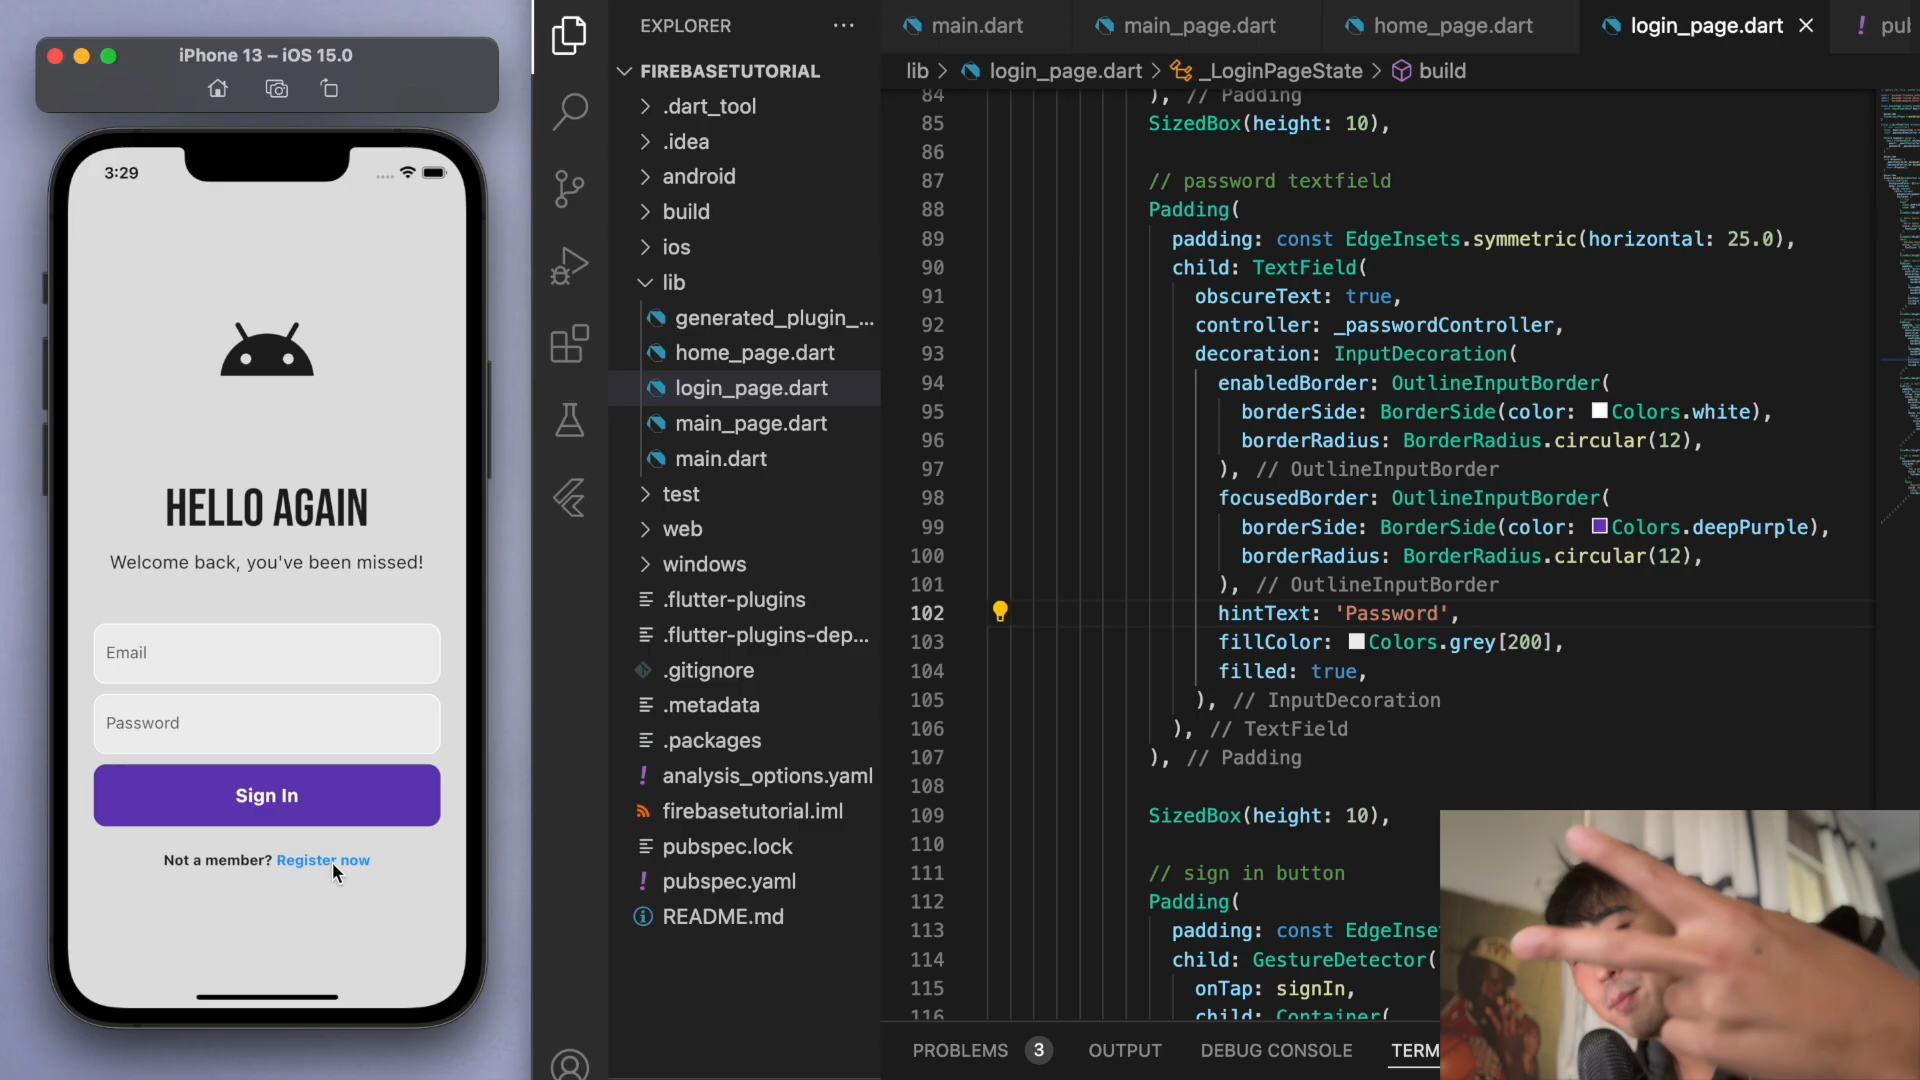 iPhone 13 – iOS 15.0
3:29
HELLO AGAIN
Welcome back, you've been missed!
Email
Password
Sign In
Not a member? Register now
EXPLORER
FIREBASETUTORIAL
.dart_tool
.idea
android
build
ios
lib
generated_plugin_...
home_page.dart
login_page.dart
main_page.dart
main.dart
test
web
windows
.flutter-plugins
.flutter-plugins-dep...
.gitignore
.metadata
.packages
analysis_options.yaml
firebasetutorial.iml
pubspec.lock
pubspec.yaml
README.md
main.dart
main_page.dart
home_page.dart
login_page.dart
! pub
lib > login_page.dart > _LoginPageState > build
84 ), // Padding
85 SizedBox(height: 10),
86
87 // password textfield
88 Padding(
89 padding: const EdgeInsets.symmetric(horizontal: 25.0),
90 child: TextField(
91 obscureText: true,
92 controller: _passwordController,
93 decoration: InputDecoration(
94 enabledBorder: OutlineInputBorder(
95 borderSide: BorderSide(color: Colors.white),
96 borderRadius: BorderRadius.circular(12),
97 ), // OutlineInputBorder
98 focusedBorder: OutlineInputBorder(
99 borderSide: BorderSide(color: Colors.deepPurple),
100 borderRadius: BorderRadius.circular(12),
101 ), // OutlineInputBorder
102 hintText: 'Password',
103 fillColor: Colors.grey[200],
104 filled: true,
105 ), // InputDecoration
106 ), // TextField
107 ), // Padding
108
109 SizedBox(height: 10),
110
111 // sign in button
112 Padding(
113 padding: const EdgeInse
114 child: GestureDetector(
115 onTap: signIn,
116 child: Container(
PROBLEMS 3 OUTPUT DEBUG CONSOLE TERM